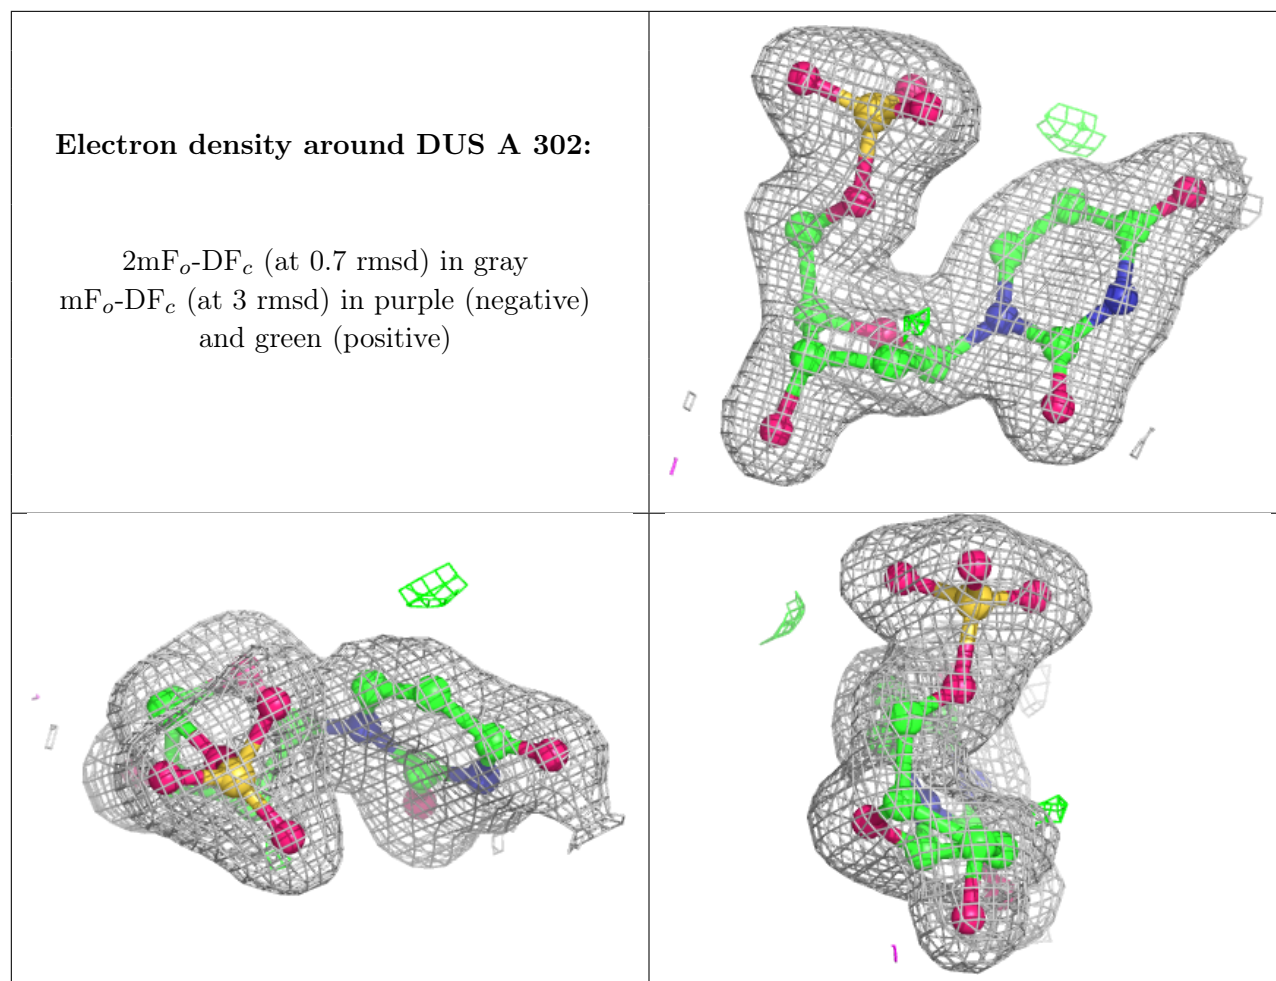 Electron density around DUS A 302:
2mFo-DFc (at 0.7 rmsd) in gray
mFo-DFc (at 3 rmsd) in purple (negative)
and green (positive)